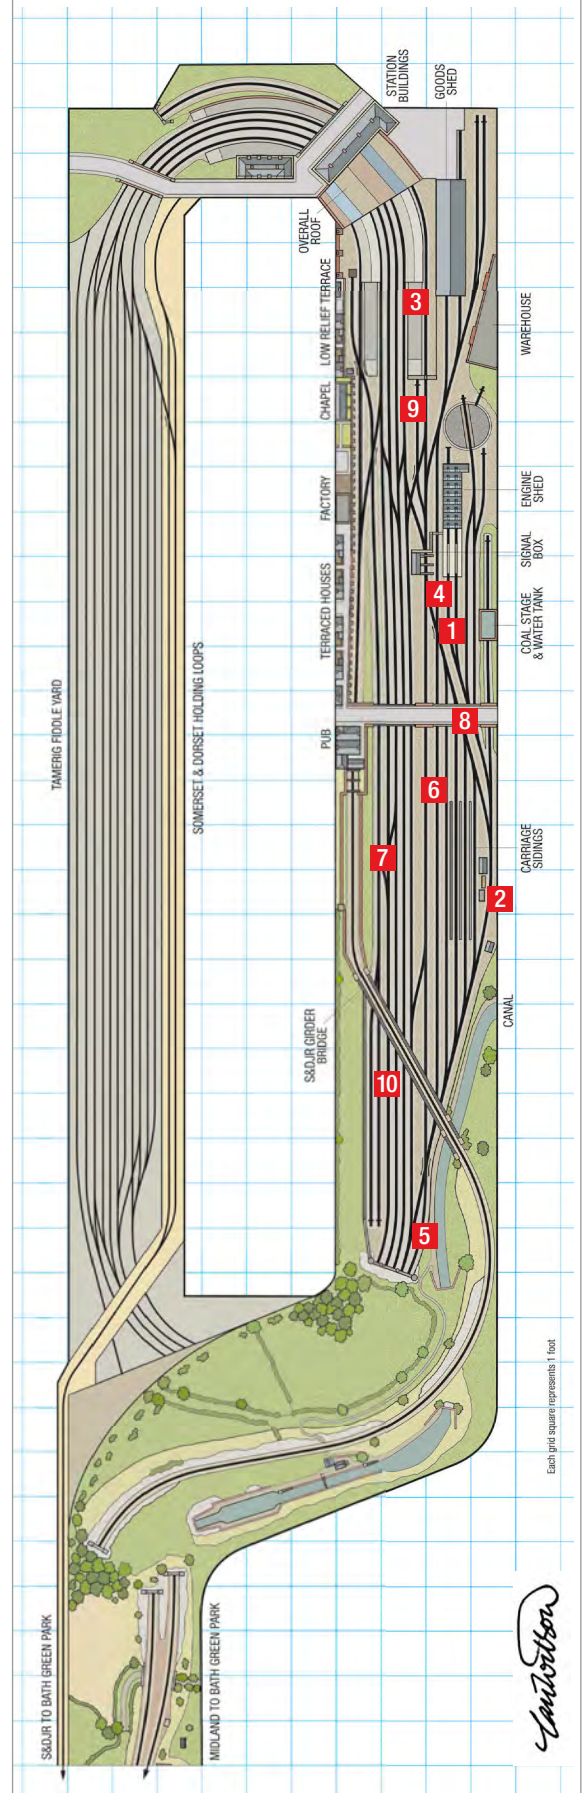 STATION
BUILDINGS
GOODS
SHED
OVERALL
ROOF
LOW RELIEF TERRACE
3
WAREHOUSE
CHAPEL
9
FACTORY
ENGINE
SHED
SIGNAL
BOX
TERRACED HOUSES
4
1
COAL STAGE
& WATER TANK
TAMERIG FIDDLE YARD
SOMERSET & DORSET HOLDING LOOPS
PUB
8
6
7
CARRIAGE
SIDINGS
2
CANAL
S&DJR GIRDER
BRIDGE
10
5
Each grid square represents 1 foot
S&DJR TO BATH GREEN PARK
MIDLAND TO BATH GREEN PARK
Ian Wilson